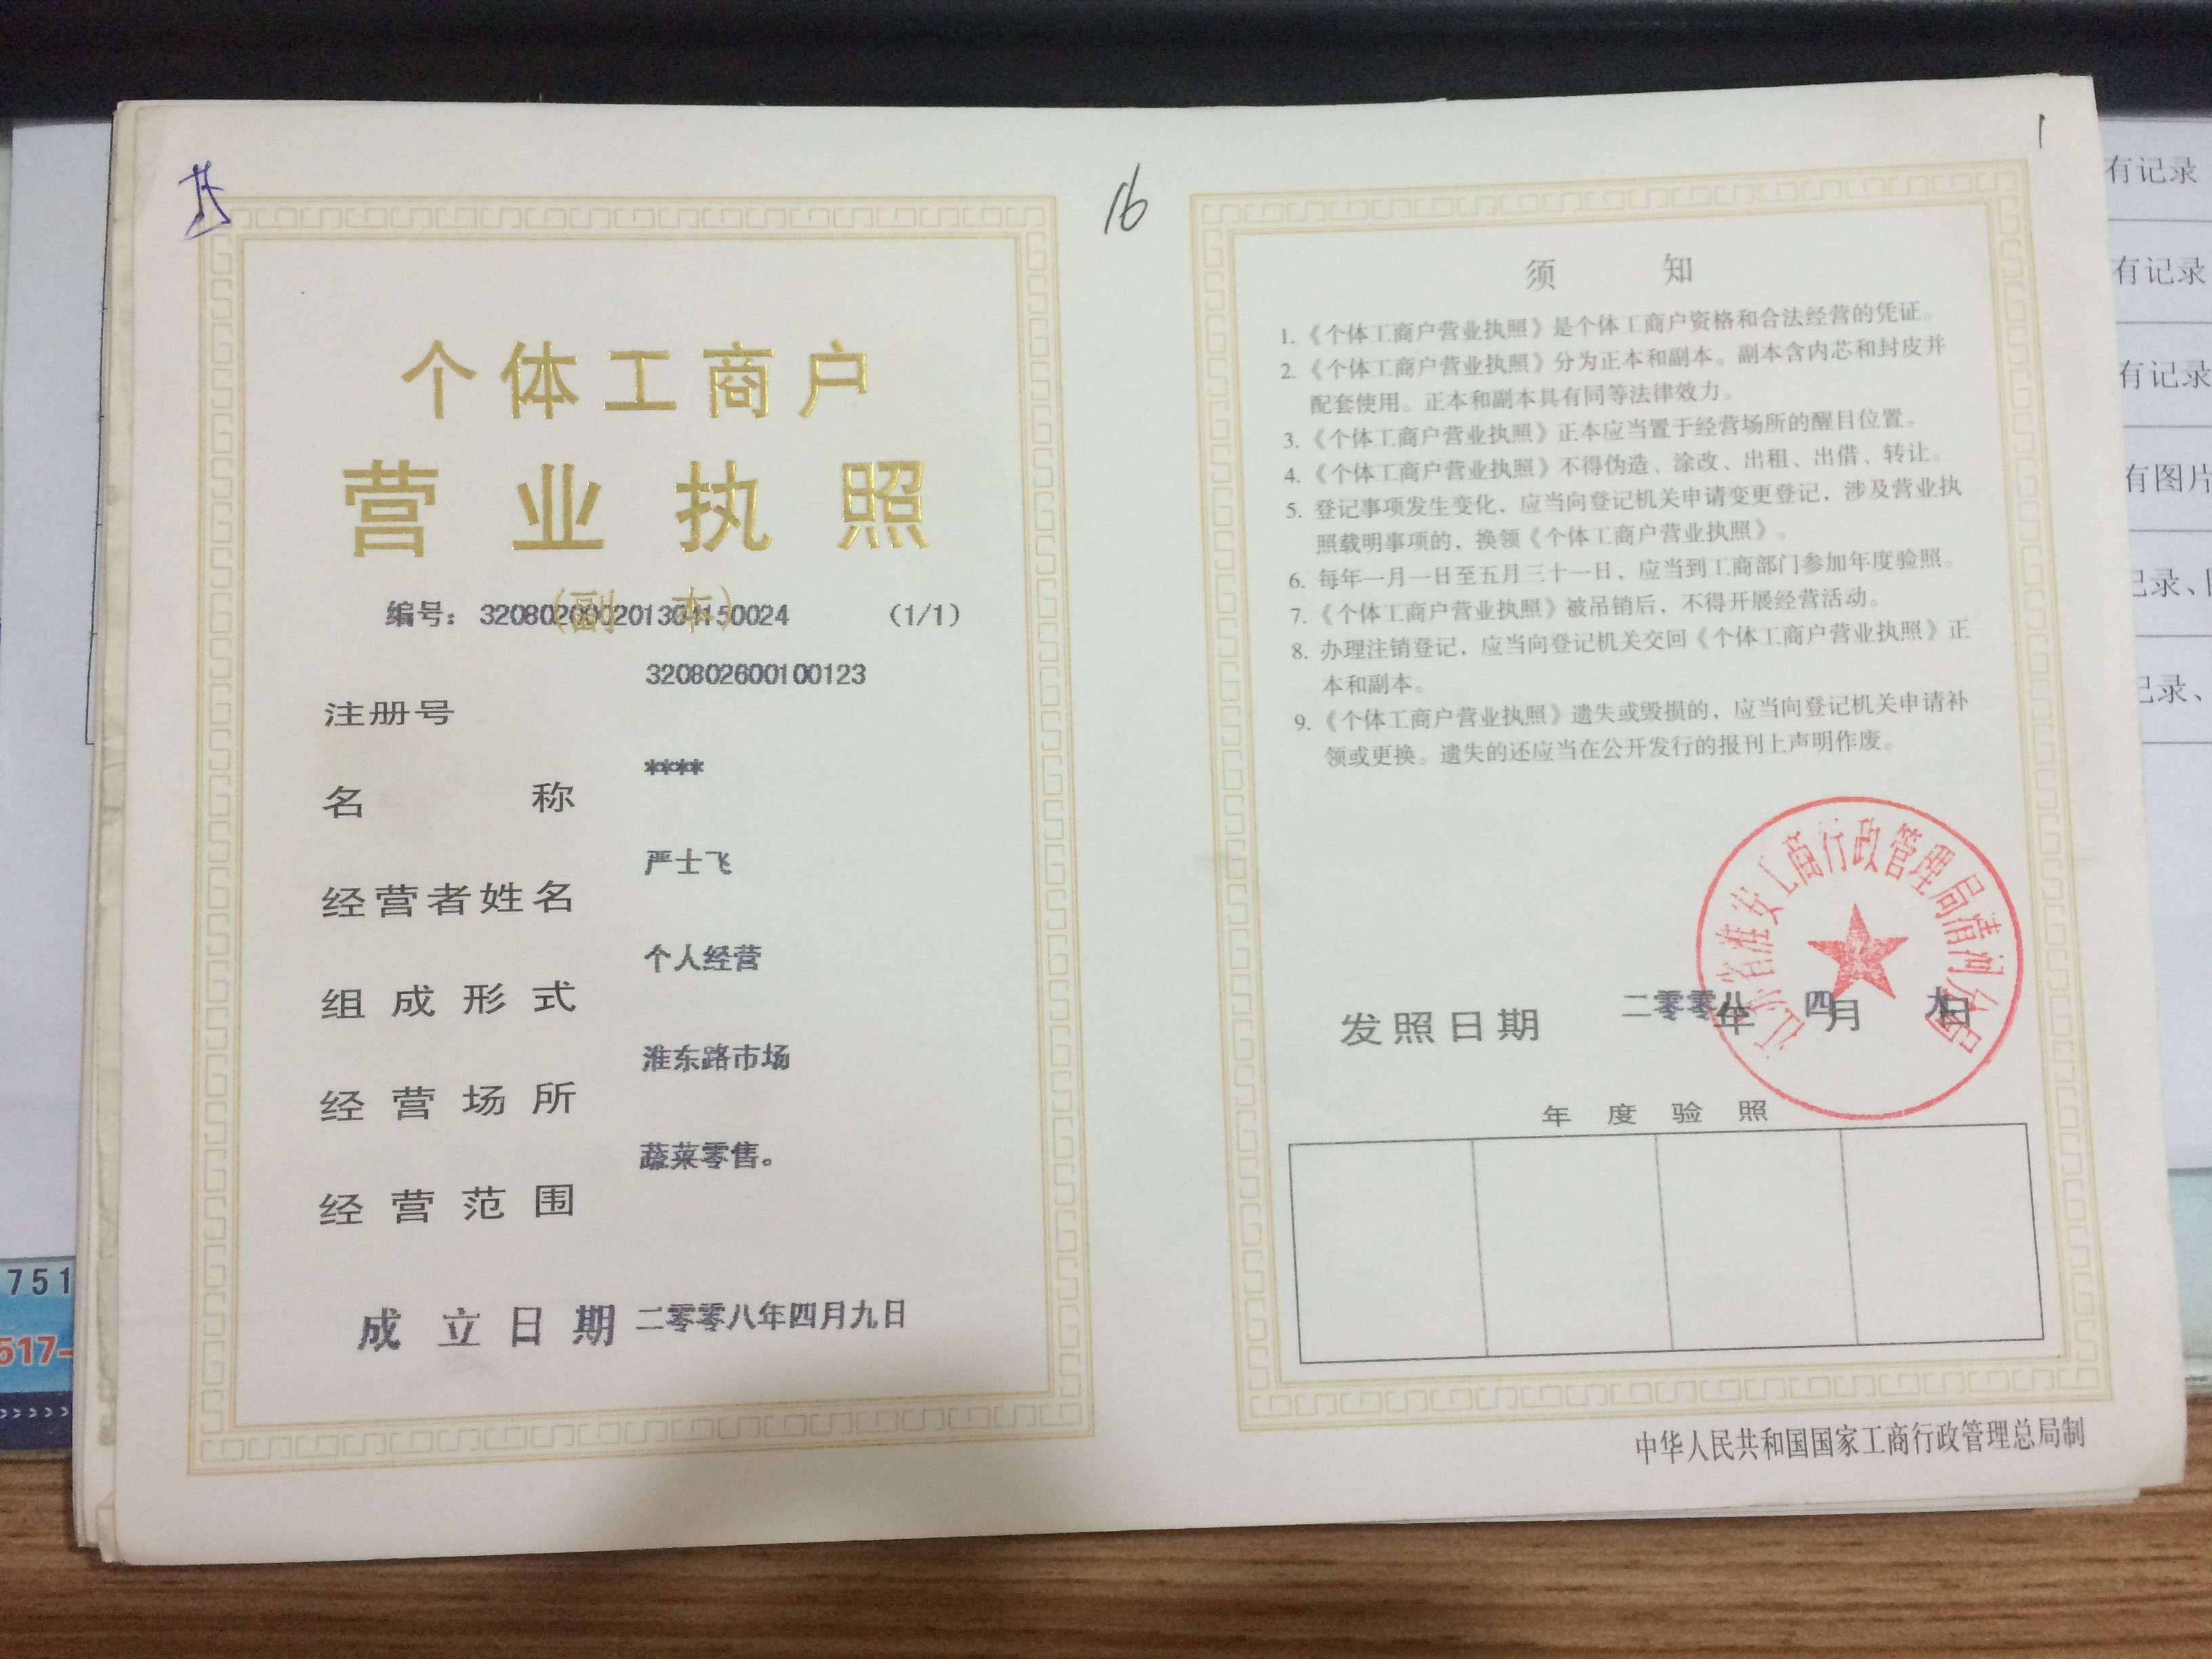 16
1
个体工商户
营业执照
(副 本)
编号: 320802000201304150024 (1/1)
注册号 320802600100123
名称 ****
经营者姓名 严士飞
组成形式 个人经营
经营场所 淮东路市场
经营范围 蔬菜零售。
成立日期 二零零八年四月九日
须 知
1.《个体工商户营业执照》是个体工商户资格和合法经营的凭证。
2.《个体工商户营业执照》分为正本和副本。副本含内芯和封皮并
配套使用。正本和副本具有同等法律效力。
3.《个体工商户营业执照》正本应当置于经营场所的醒目位置。
4.《个体工商户营业执照》不得伪造、涂改、出租、出借、转让。
5. 登记事项发生变化，应当向登记机关申请变更登记，涉及营业执
照载明事项的，换领《个体工商户营业执照》。
6. 每年一月一日至五月三十一日，应当到工商部门参加年度验照。
7.《个体工商户营业执照》被吊销后，不得开展经营活动。
8. 办理注销登记，应当向登记机关交回《个体工商户营业执照》正
本和副本。
9.《个体工商户营业执照》遗失或毁损的，应当向登记机关申请补
领或更换。遗失的还应当在公开发行的报刊上声明作废。
江苏省淮安工商行政管理局清河分局
发照日期 二零零八年四月九日
年度验照
中华人民共和国国家工商行政管理总局制
有记录
有记录
有记录
有图片
记录、
记录、
751
517-